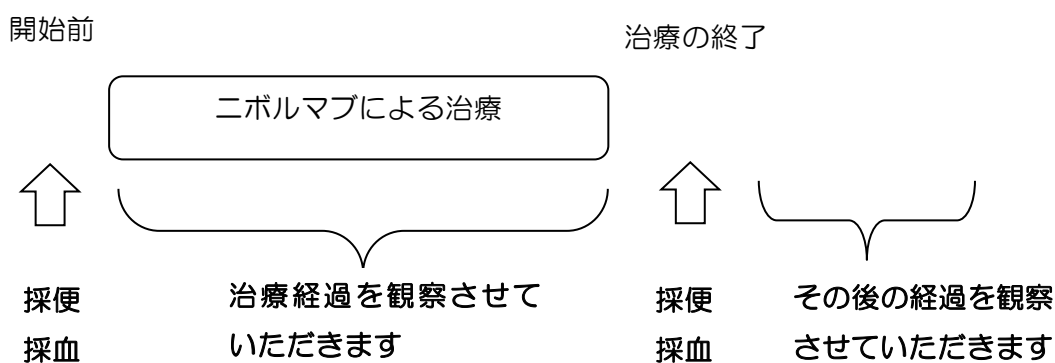 開始前
治療の終了
ニボルマブによる治療
採便
採血
治療経過を観察させて
いただきます
採便
採血
その後の経過を観察
させていただきます